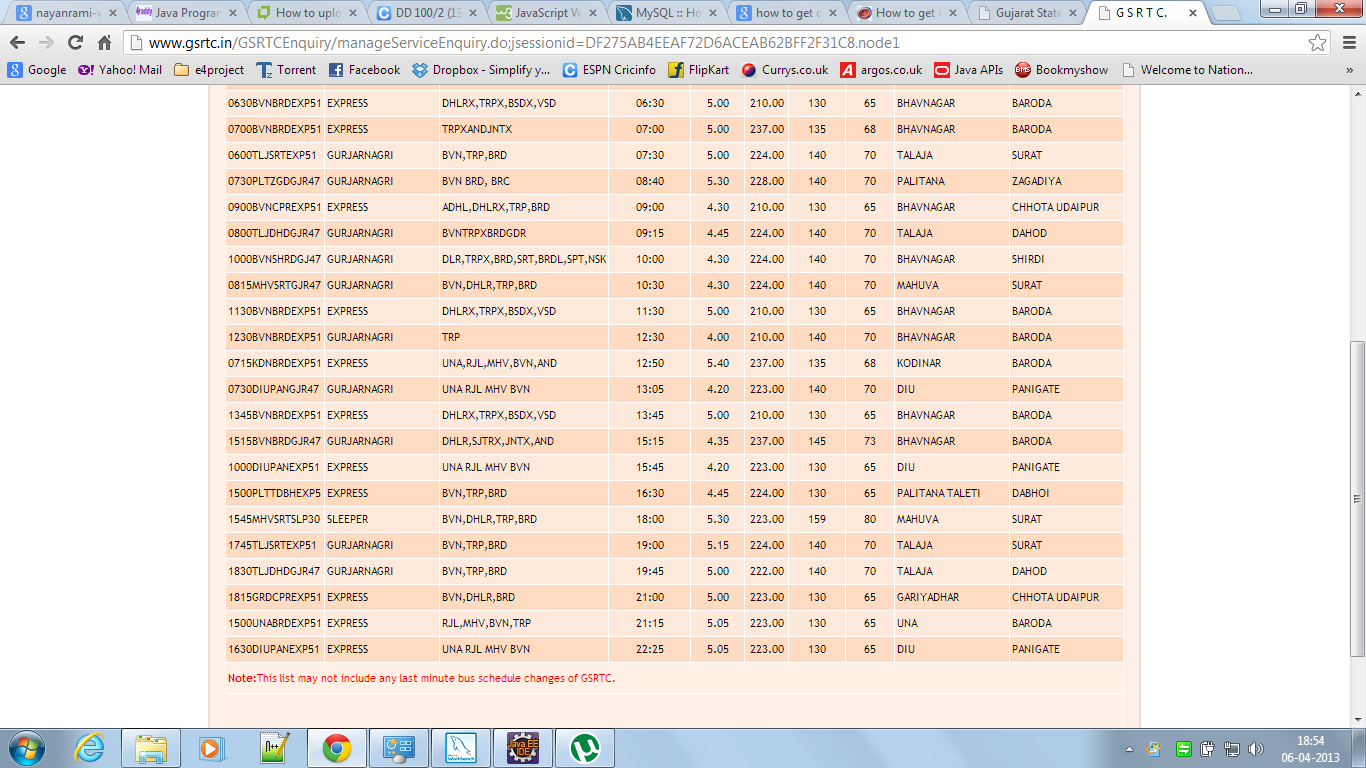 nayanrami-w
Java Program
How to uplo
DD 100/2 (13
JavaScript W
MySQL :: Ho
how to get c
How to get u
Gujarat State
G S R T C.
www.gsrtc.in/GSRTCEnquiry/manageServiceEnquiry.do;jsessionid=DF275AB4EEAF72D6ACEAB62BFF2F31C8.node1
Google Yahoo! Mail e4project Torrent Facebook Dropbox - Simplify y... ESPN Cricinfo FlipKart Currys.co.uk argos.co.uk Java APIs Bookmyshow Welcome to Nation... »
0630BVNBRDEXP51 EXPRESS DHLRX,TRPX,BSDX,VSD 06:30 5.00 210.00 130 65 BHAVNAGAR BARODA
0700BVNBRDEXP51 EXPRESS TRPXANDJNTX 07:00 5.00 237.00 135 68 BHAVNAGAR BARODA
0600TLJSRTEXP51 GURJARNAGRI BVN,TRP,BRD 07:30 5.00 224.00 140 70 TALAJA SURAT
0730PLTZGDGJR47 GURJARNAGRI BVN BRD, BRC 08:40 5.30 228.00 140 70 PALITANA ZAGADIYA
0900BVNCPREXP51 EXPRESS ADHL,DHLRX,TRP,BRD 09:00 4.30 210.00 130 65 BHAVNAGAR CHHOTA UDAIPUR
0800TLJDHDGJR47 GURJARNAGRI BVNTRPXBRDGDR 09:15 4.45 224.00 140 70 TALAJA DAHOD
1000BVNSHRDGJ47 GURJARNAGRI DLR,TRPX,BRD,SRT,BRDL,SPT,NSK 10:00 4.30 224.00 140 70 BHAVNAGAR SHIRDI
0815MHVSRTGJR47 GURJARNAGRI BVN,DHLR,TRP,BRD 10:30 4.30 224.00 140 70 MAHUVA SURAT
1130BVNBRDEXP51 EXPRESS DHLRX,TRPX,BSDX,VSD 11:30 5.00 210.00 130 65 BHAVNAGAR BARODA
1230BVNBRDEXP51 GURJARNAGRI TRP 12:30 4.00 210.00 140 70 BHAVNAGAR BARODA
0715KDNBRDEXP51 EXPRESS UNA,RJL,MHV,BVN,AND 12:50 5.40 237.00 135 68 KODINAR BARODA
0730DIUPANGJR47 GURJARNAGRI UNA RJL MHV BVN 13:05 4.20 223.00 140 70 DIU PANIGATE
1345BVNBRDEXP51 EXPRESS DHLRX,TRPX,BSDX,VSD 13:45 5.00 210.00 130 65 BHAVNAGAR BARODA
1515BVNBRDGJR47 GURJARNAGRI DHLR,SJTRX,JNTX,AND 15:15 4.35 237.00 145 73 BHAVNAGAR BARODA
1000DIUPANEXP51 EXPRESS UNA RJL MHV BVN 15:45 4.20 223.00 130 65 DIU PANIGATE
1500PLTTDBHEXP5 EXPRESS BVN,TRP,BRD 16:30 4.45 224.00 130 65 PALITANA TALETI DABHOI
1545MHVSRTSLP30 SLEEPER BVN,DHLR,TRP,BRD 18:00 5.30 223.00 159 80 MAHUVA SURAT
1745TLJSRTEXP51 GURJARNAGRI BVN,TRP,BRD 19:00 5.15 224.00 140 70 TALAJA SURAT
1830TLJDHDGJR47 GURJARNAGRI BVN,TRP,BRD 19:45 5.00 222.00 140 70 TALAJA DAHOD
1815GRDCPREXP51 EXPRESS BVN,DHLR,BRD 21:00 5.00 223.00 130 65 GARIYADHAR CHHOTA UDAIPUR
1500UNABRDEXP51 EXPRESS RJL,MHV,BVN,TRP 21:15 5.05 223.00 130 65 UNA BARODA
1630DIUPANEXP51 EXPRESS UNA RJL MHV BVN 22:25 5.05 223.00 130 65 DIU PANIGATE
Note:This list may not include any last minute bus schedule changes of GSRTC.
18:54
06-04-2013